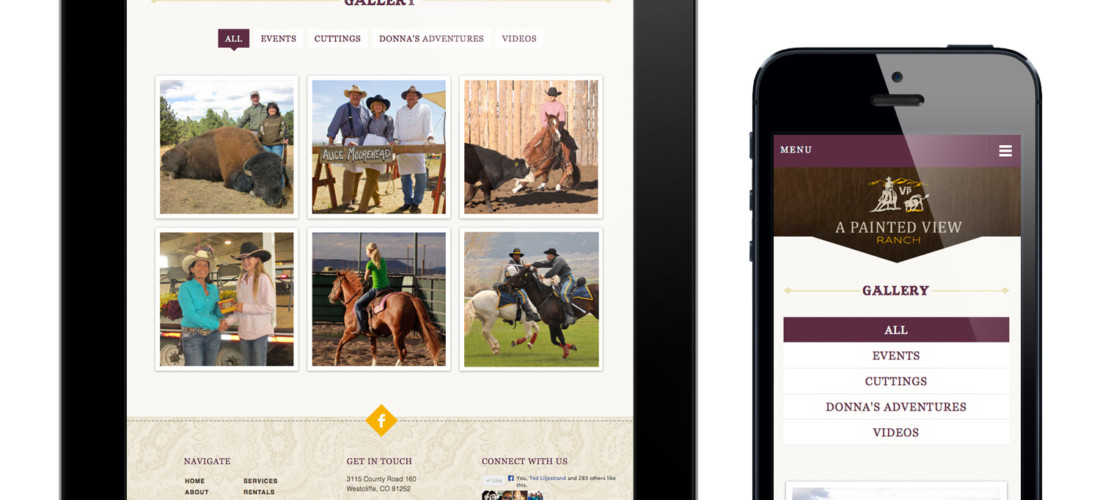 GALLERY
ALL EVENTS CUTTINGS DONNA'S ADVENTURES VIDEOS
ALICE MOOREHEAD
f
NAVIGATE
HOME SERVICES
ABOUT RENTALS
GET IN TOUCH
3115 County Road 160
Westcliffe, CO 81252
CONNECT WITH US
Like You, Ted Liljestrand and 283 others like
this.
MENU
VP
A PAINTED VIEW
RANCH
GALLERY
ALL
EVENTS
CUTTINGS
DONNA'S ADVENTURES
VIDEOS